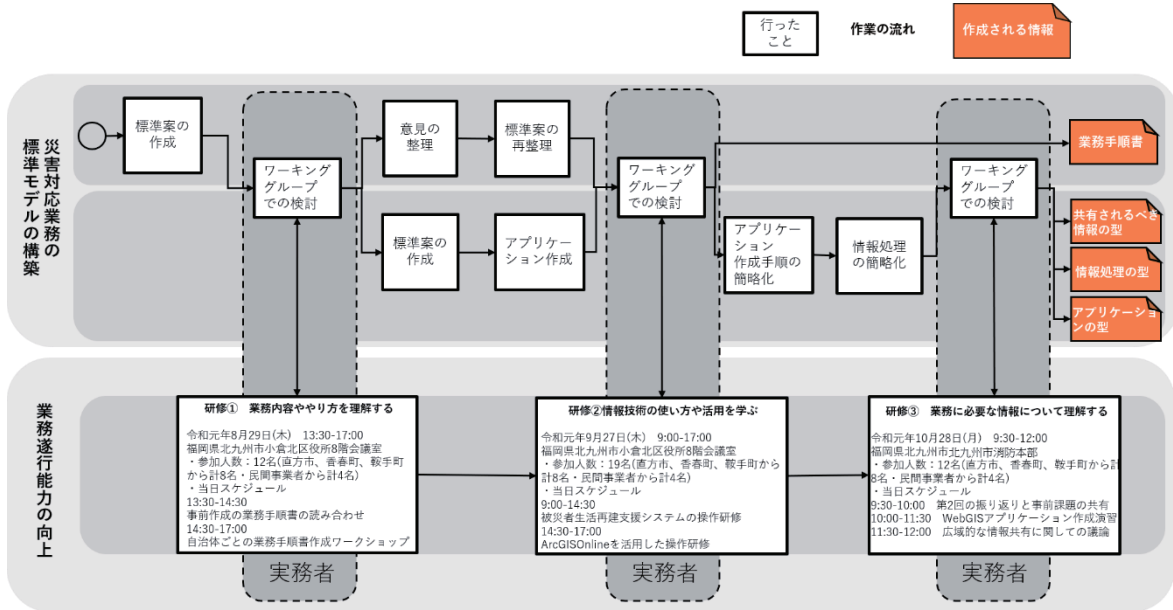 行った
こと
作業の流れ
作成される情報
災害対応業務の
標準モデルの構築
標準案の
作成
ワーキング
グループ
での検討
意見の
整理
標準案の
再整理
標準案の
作成
アプリケー
ション作成
ワーキング
グループ
での検討
アプリケー
ション
作成手順の
簡略化
情報処理
の簡略化
ワーキング
グループ
での検討
業務手順書
共有されるべき
情報の型
情報処理の型
アプリケーショ
ンの型
業務遂行能力の向上
研修① 業務内容ややり方を理解する
令和元年8月29日(木) 13:30-17:00
福岡県北九州市小倉北区役所8階会議室
・参加人数：12名(直方市、香春町、鞍手町
から計8名・民間事業者から計4名)
・当日スケジュール
13:30-14:30
事前作成の業務手順書の読み合わせ
14:30-17:00
自治体ごとの業務手順書作成ワークショップ
実務者
研修②情報技術の使い方や活用を学ぶ
令和元年9月27日(木) 9:00-17:00
福岡県北九州市小倉北区役所8階会議室
・参加人数：19名(直方市、香春町、鞍手町から
計8名・民間事業者から計4名)
・当日スケジュール
9:00-14:30
被災者生活再建支援システムの操作研修
14:30-17:00
ArcGISOnlineを活用した操作研修
実務者
研修③ 業務に必要な情報について理解する
令和元年10月28日(月) 9:30-12:00
福岡県北九州市北九州市消防本部
・参加人数：12名(直方市、香春町、鞍手町から計
8名・民間事業者から計4名)
・当日スケジュール
9:30-10:00 第2回の振り返りと事前課題の共有
10:00-11:30 WebGISアプリケーション作成演習
11:30-12:00 広域的な情報共有に関しての議論
実務者